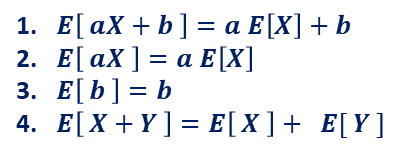 1. E[ aX + b ] = a E[X] + b
2. E[ aX ] = a E[X]
3. E[ b ] = b
4. E[ X + Y ] = E[ X ] + E[ Y ]